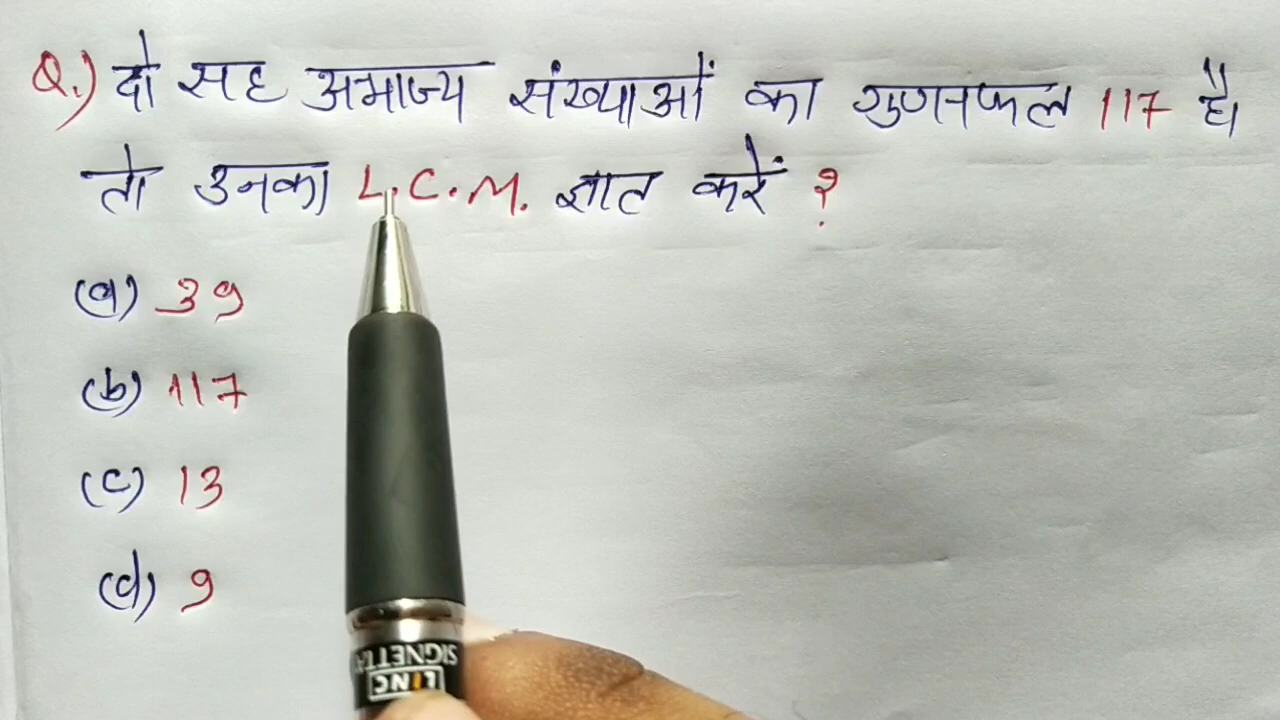 Q.) दो सह अभाज्य संख्याओं का गुणनफल 117 है
तो उनका L.C.M. ज्ञात करें ?
(a) 39
(b) 117
(c) 13
(d) 9
SIGNETTA
LINC